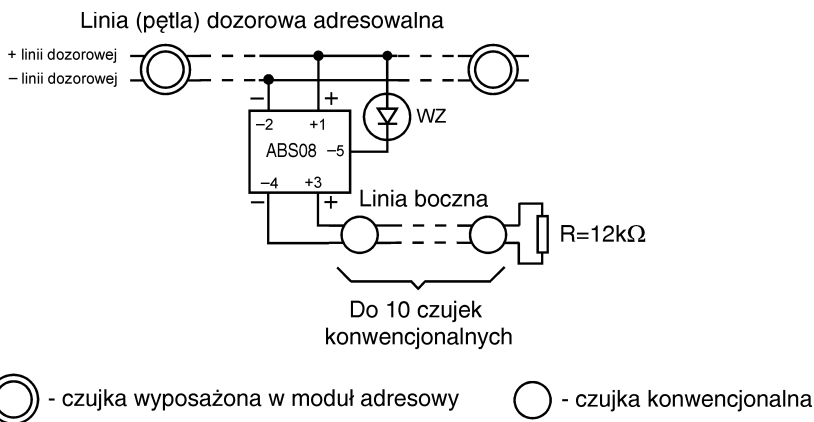 Linia (pętla) dozorowa adresowalna
+ linii dozorowej
– linii dozorowej
– +
WZ
–2 +1
ABS08 –5
–4 +3
– +
Linia boczna
R=12kΩ
Do 10 czujek
konwencjonalnych
- czujka wyposażona w moduł adresowy
- czujka konwencjonalna